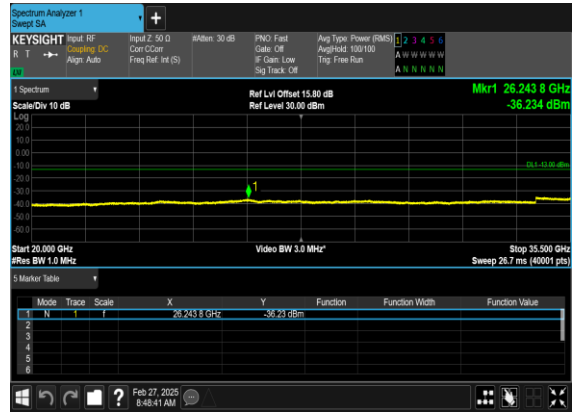 Spectrum Analyzer 1
Swept SA
+
KEYSIGHT Input: RF Input Z: 50 Ω #Atten: 30 dB PNO: Fast Avg Type: Power (RMS) 1 2 3 4 5 6
R T Coupling: DC Corr CCorr Gate: Off Avg|Hold: 100/100 A W W W W W
Align: Auto Freq Ref: Int (S) IF Gain: Low Trig: Free Run
Sig Track: Off A N N N N N
1 Spectrum Ref Lvl Offset 15.80 dB Mkr1 26.243 8 GHz
Scale/Div 10 dB Ref Level 30.00 dBm -36.234 dBm
Log
20.0
10.0
0.00
-10.0 DL1 -13.00 dBm
-20.0
-30.0 1
-40.0
-50.0
-60.0
Start 20.000 GHz Video BW 3.0 MHz* Stop 35.500 GHz
#Res BW 1.0 MHz Sweep 26.7 ms (40001 pts)
5 Marker Table
Mode Trace Scale X Y Function Function Width Function Value
1 N 1 f 26.243 8 GHz -36.23 dBm
2
3
4
5
6
? Feb 27, 2025
8:48:41 AM